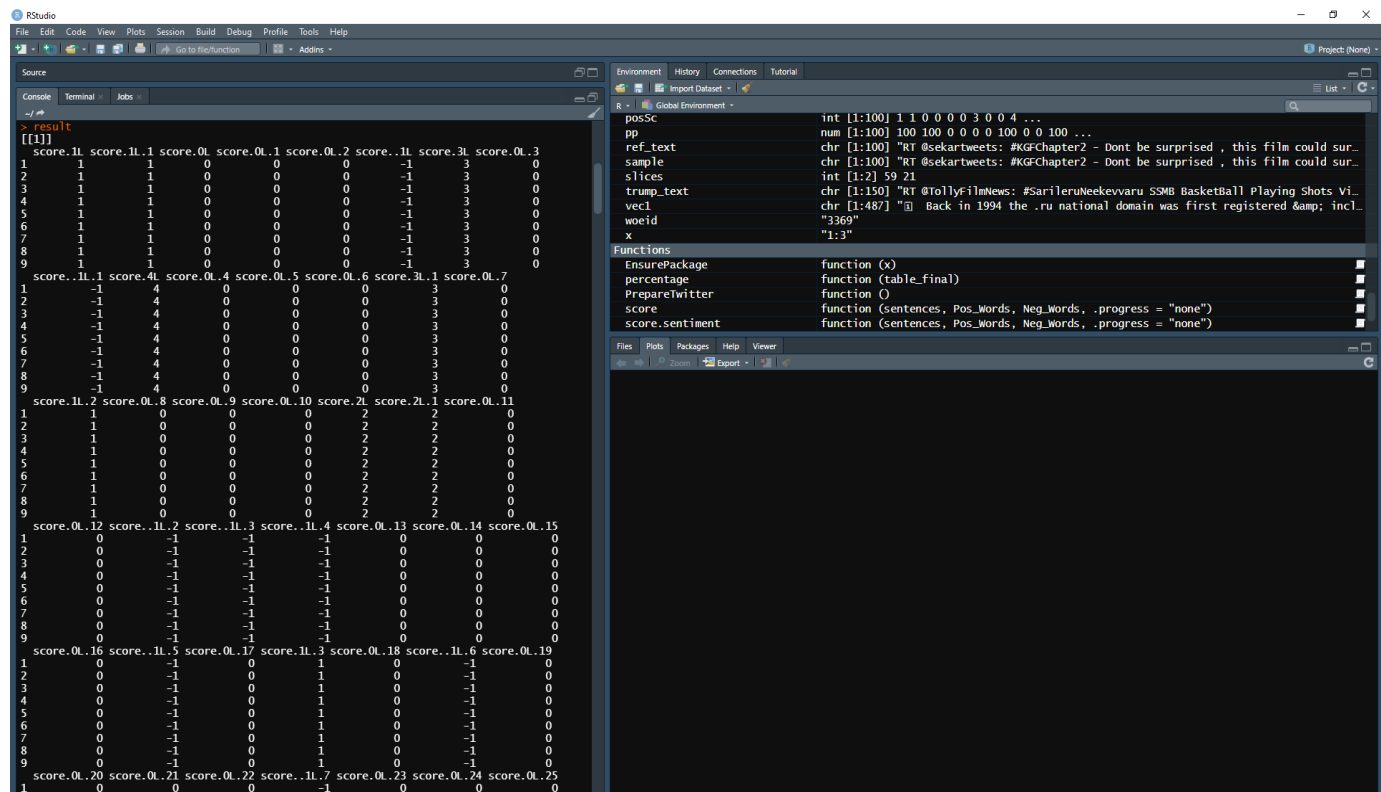 RStudio
File Edit Code View Plots Session Build Debug Profile Tools Help
Go to file/function Addins Project: (None)
Source
Console Terminal Jobs
~/
> result
[[1]]
score.1L score.1L.1 score.0L score.0L.1 score.0L.2 score..1L score.3L score.0L.3
1 1 1 0 0 0 -1 3 0
2 1 1 0 0 0 -1 3 0
3 1 1 0 0 0 -1 3 0
4 1 1 0 0 0 -1 3 0
5 1 1 0 0 0 -1 3 0
6 1 1 0 0 0 -1 3 0
7 1 1 0 0 0 -1 3 0
8 1 1 0 0 0 -1 3 0
9 1 1 0 0 0 -1 3 0
score..1L.1 score.4L score.0L.4 score.0L.5 score.0L.6 score.3L.1 score.0L.7
1 -1 4 0 0 0 3 0
2 -1 4 0 0 0 3 0
3 -1 4 0 0 0 3 0
4 -1 4 0 0 0 3 0
5 -1 4 0 0 0 3 0
6 -1 4 0 0 0 3 0
7 -1 4 0 0 0 3 0
8 -1 4 0 0 0 3 0
9 -1 4 0 0 0 3 0
score.1L.2 score.0L.8 score.0L.9 score.0L.10 score.2L score.2L.1 score.0L.11
1 1 0 0 0 2 2 0
2 1 0 0 0 2 2 0
3 1 0 0 0 2 2 0
4 1 0 0 0 2 2 0
5 1 0 0 0 2 2 0
6 1 0 0 0 2 2 0
7 1 0 0 0 2 2 0
8 1 0 0 0 2 2 0
9 1 0 0 0 2 2 0
score.0L.12 score..1L.2 score..1L.3 score..1L.4 score.0L.13 score.0L.14 score.0L.15
1 0 -1 -1 -1 0 0 0
2 0 -1 -1 -1 0 0 0
3 0 -1 -1 -1 0 0 0
4 0 -1 -1 -1 0 0 0
5 0 -1 -1 -1 0 0 0
6 0 -1 -1 -1 0 0 0
7 0 -1 -1 -1 0 0 0
8 0 -1 -1 -1 0 0 0
9 0 -1 -1 -1 0 0 0
score.0L.16 score..1L.5 score.0L.17 score.1L.3 score.0L.18 score..1L.6 score.0L.19
1 0 -1 0 1 0 -1 0
2 0 -1 0 1 0 -1 0
3 0 -1 0 1 0 -1 0
4 0 -1 0 1 0 -1 0
5 0 -1 0 1 0 -1 0
6 0 -1 0 1 0 -1 0
7 0 -1 0 1 0 -1 0
8 0 -1 0 1 0 -1 0
9 0 -1 0 1 0 -1 0
score.0L.20 score.0L.21 score.0L.22 score..1L.7 score.0L.23 score.0L.24 score.0L.25
1 0 0 0 -1 0 0 0
Environment History Connections Tutorial
Import Dataset List
R Global Environment
posSc int [1:100] 1 1 0 0 0 0 3 0 0 4 ...
pp num [1:100] 100 100 0 0 0 0 100 0 0 100 ...
ref_text chr [1:100] "RT @sekartweets: #KGFChapter2 - Dont be surprised , this film could sur…
sample chr [1:100] "RT @sekartweets: #KGFChapter2 - Dont be surprised , this film could sur…
slices int [1:2] 59 21
trump_text chr [1:150] "RT @TollyFilmNews: #SarileruNeekevvaru SSMB BasketBall Playing Shots Vi…
vec1 chr [1:487] "1️⃣ Back in 1994 the .ru national domain was first registered &amp; incl…
woeid "3369"
x "1:3"
Functions
EnsurePackage function (x)
percentage function (table_final)
PrepareTwitter function ()
score function (sentences, Pos_Words, Neg_Words, .progress = "none")
score.sentiment function (sentences, Pos_Words, Neg_Words, .progress = "none")
Files Plots Packages Help Viewer
Zoom Export